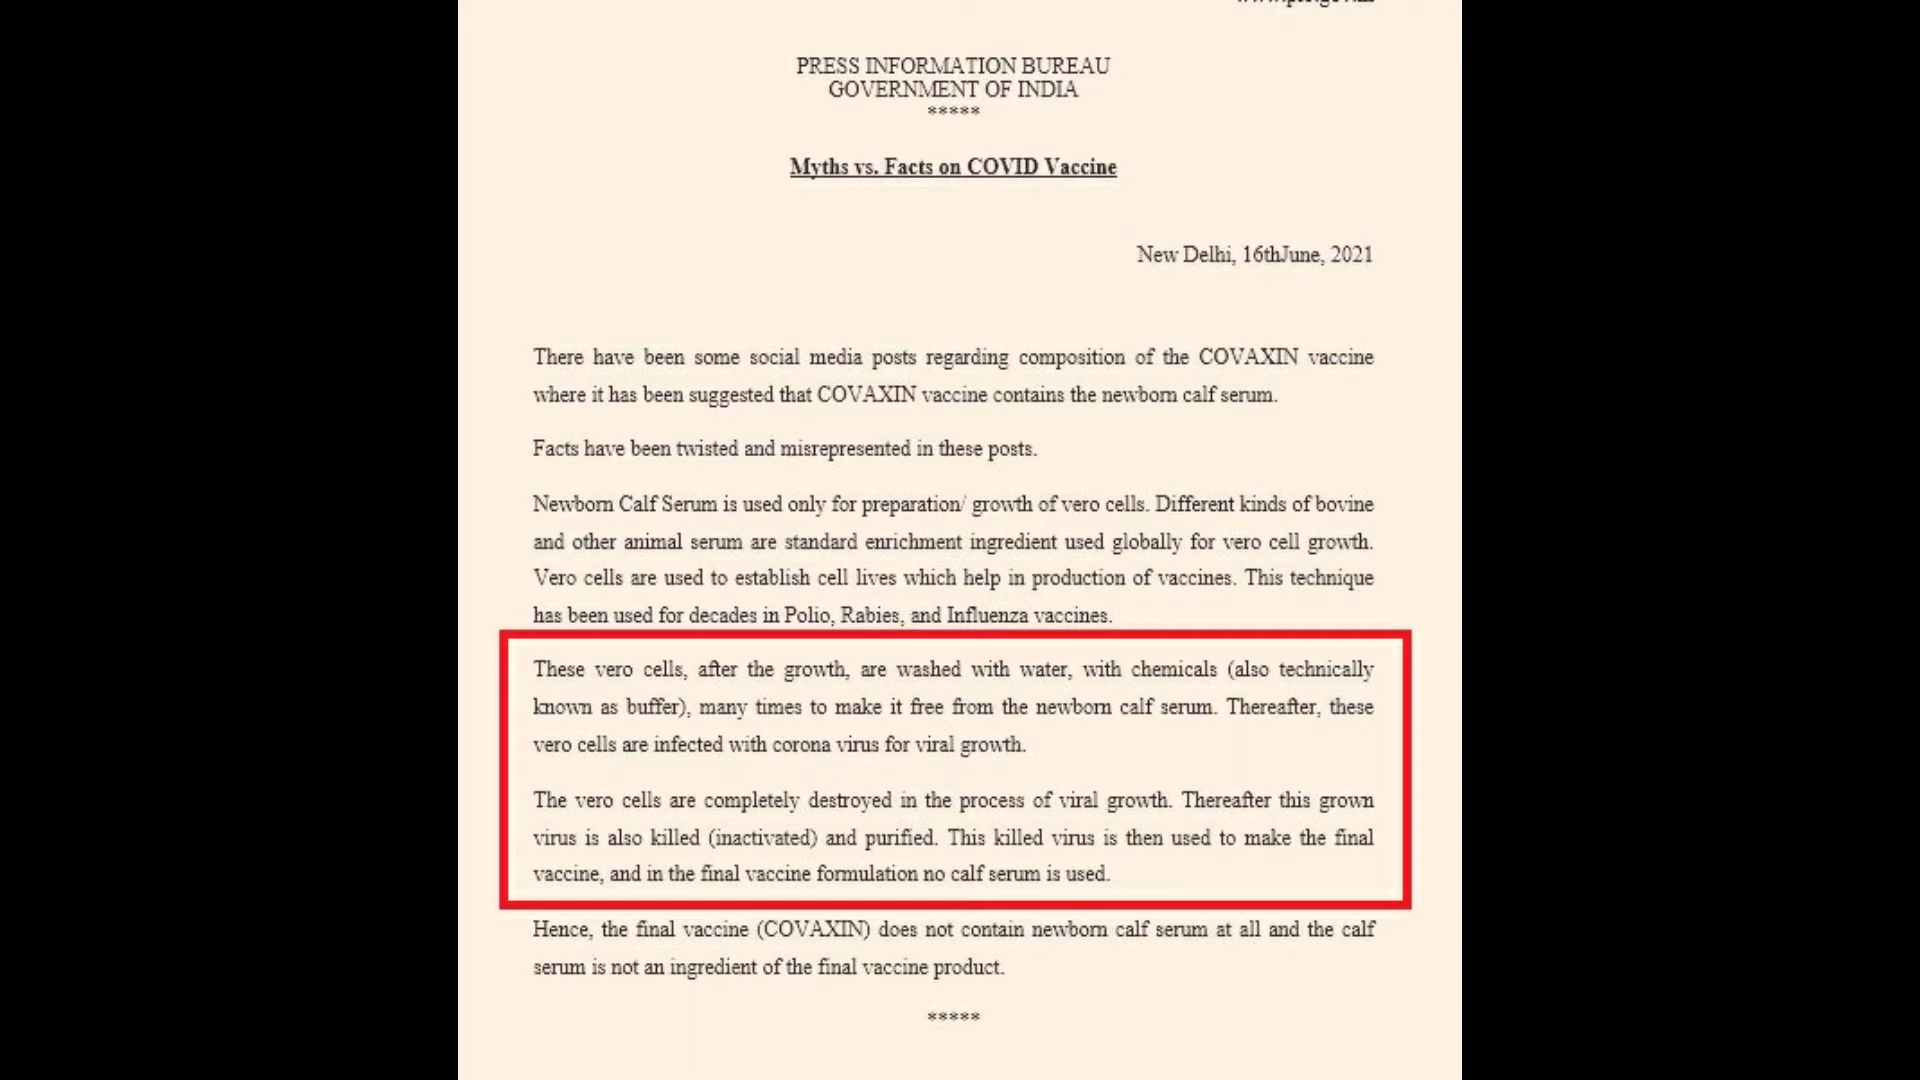 PRESS INFORMATION BUREAU
GOVERNMENT OF INDIA
*****
Myths vs. Facts on COVID Vaccine
New Delhi, 16thJune, 2021
There have been some social media posts regarding composition of the COVAXIN vaccine
where it has been suggested that COVAXIN vaccine contains the newborn calf serum.
Facts have been twisted and misrepresented in these posts.
Newborn Calf Serum is used only for preparation/ growth of vero cells. Different kinds of bovine
and other animal serum are standard enrichment ingredient used globally for vero cell growth.
Vero cells are used to establish cell lives which help in production of vaccines. This technique
has been used for decades in Polio, Rabies, and Influenza vaccines.
These vero cells, after the growth, are washed with water, with chemicals (also technically
known as buffer), many times to make it free from the newborn calf serum. Thereafter, these
vero cells are infected with corona virus for viral growth.
The vero cells are completely destroyed in the process of viral growth. Thereafter this grown
virus is also killed (inactivated) and purified. This killed virus is then used to make the final
vaccine, and in the final vaccine formulation no calf serum is used.
Hence, the final vaccine (COVAXIN) does not contain newborn calf serum at all and the calf
serum is not an ingredient of the final vaccine product.
*****